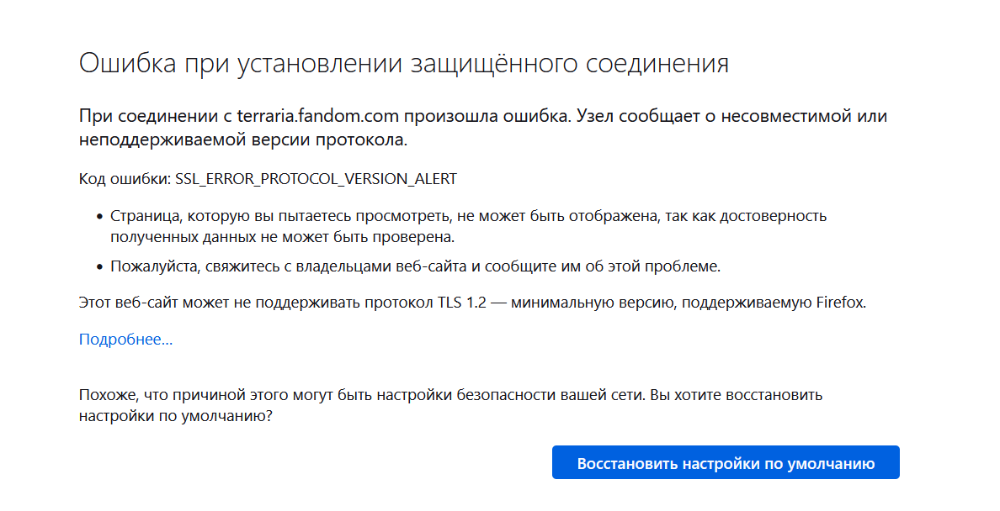 Ошибка при установлении защищённого соединения
При соединении с terraria.fandom.com произошла ошибка. Узел сообщает о несовместимой или
неподдерживаемой версии протокола.
Код ошибки: SSL_ERROR_PROTOCOL_VERSION_ALERT
• Страница, которую вы пытаетесь просмотреть, не может быть отображена, так как достоверность
полученных данных не может быть проверена.
• Пожалуйста, свяжитесь с владельцами веб-сайта и сообщите им об этой проблеме.
Этот веб-сайт может не поддерживать протокол TLS 1.2 — минимальную версию, поддерживаемую Firefox.
Подробнее…
Похоже, что причиной этого могут быть настройки безопасности вашей сети. Вы хотите восстановить
настройки по умолчанию?
Восстановить настройки по умолчанию